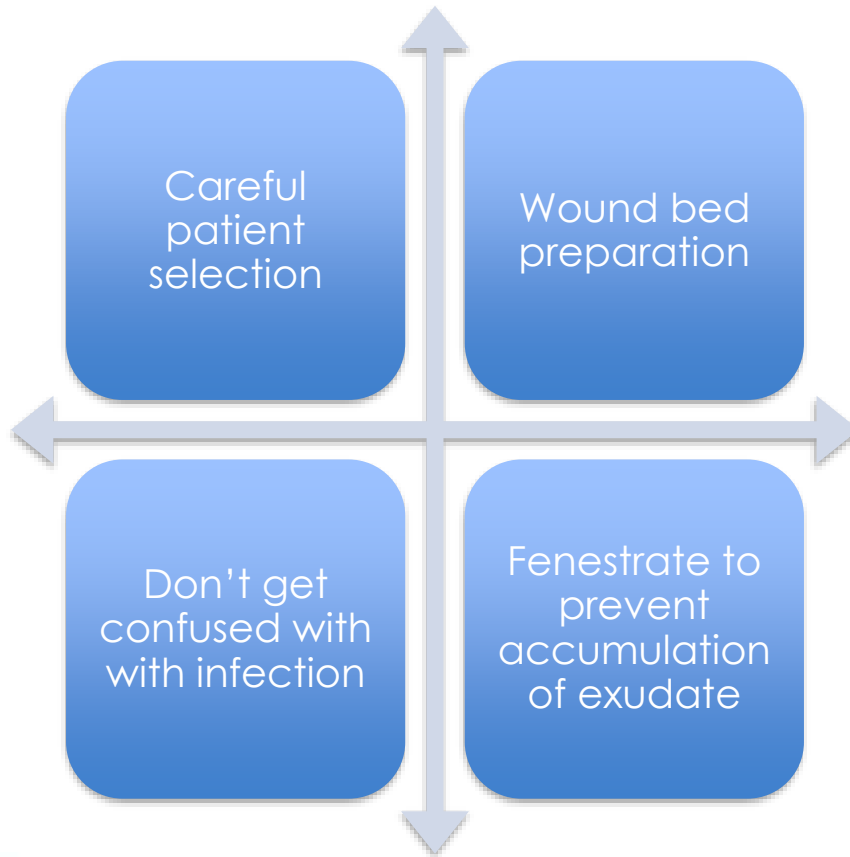 Careful
patient
selection
Wound bed
preparation
Don’t get
confused with
with infection
Fenestrate to
prevent
accumulation
of exudate